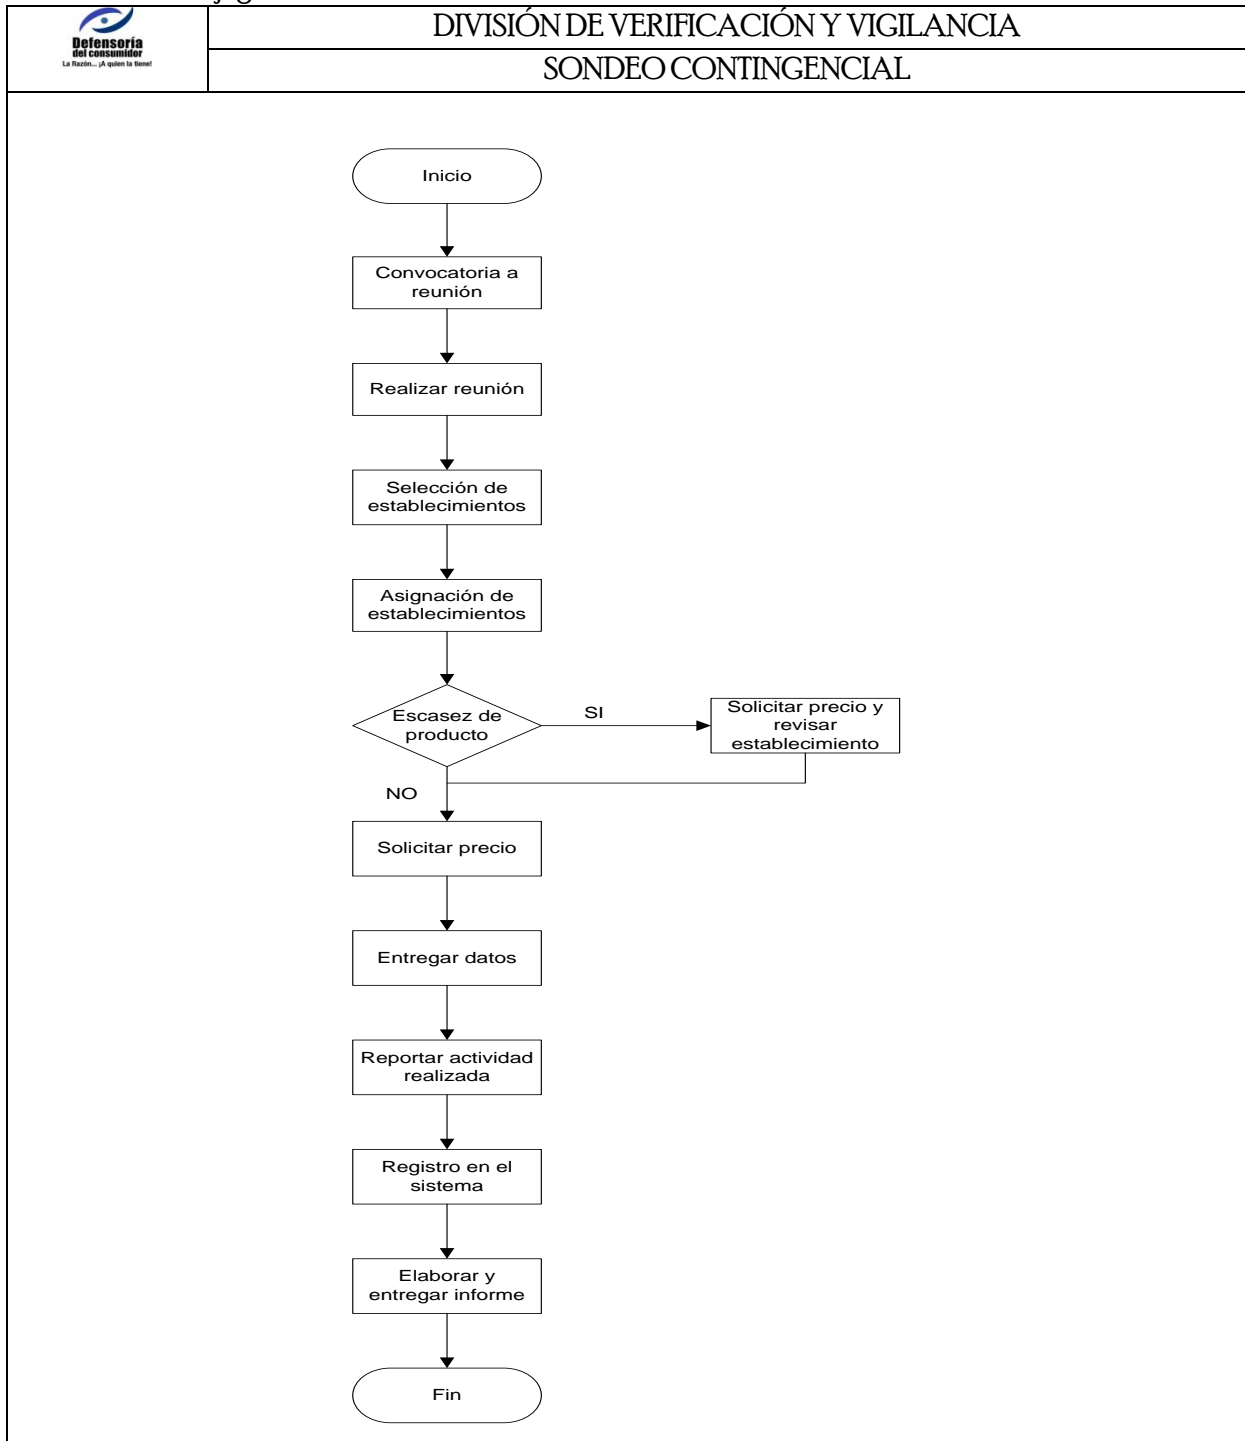 Defensoría
del consumidor
La Razón... ¡A quien la tiene!
DIVISIÓN DE VERIFICACIÓN Y VIGILANCIA
SONDEO CONTINGENCIAL
Inicio
Convocatoria a
reunión
Realizar reunión
Selección de
establecimientos
Asignación de
establecimientos
Escasez de
producto
SI
Solicitar precio y
revisar
establecimiento
NO
Solicitar precio
Entregar datos
Reportar actividad
realizada
Registro en el
sistema
Elaborar y
entregar informe
Fin